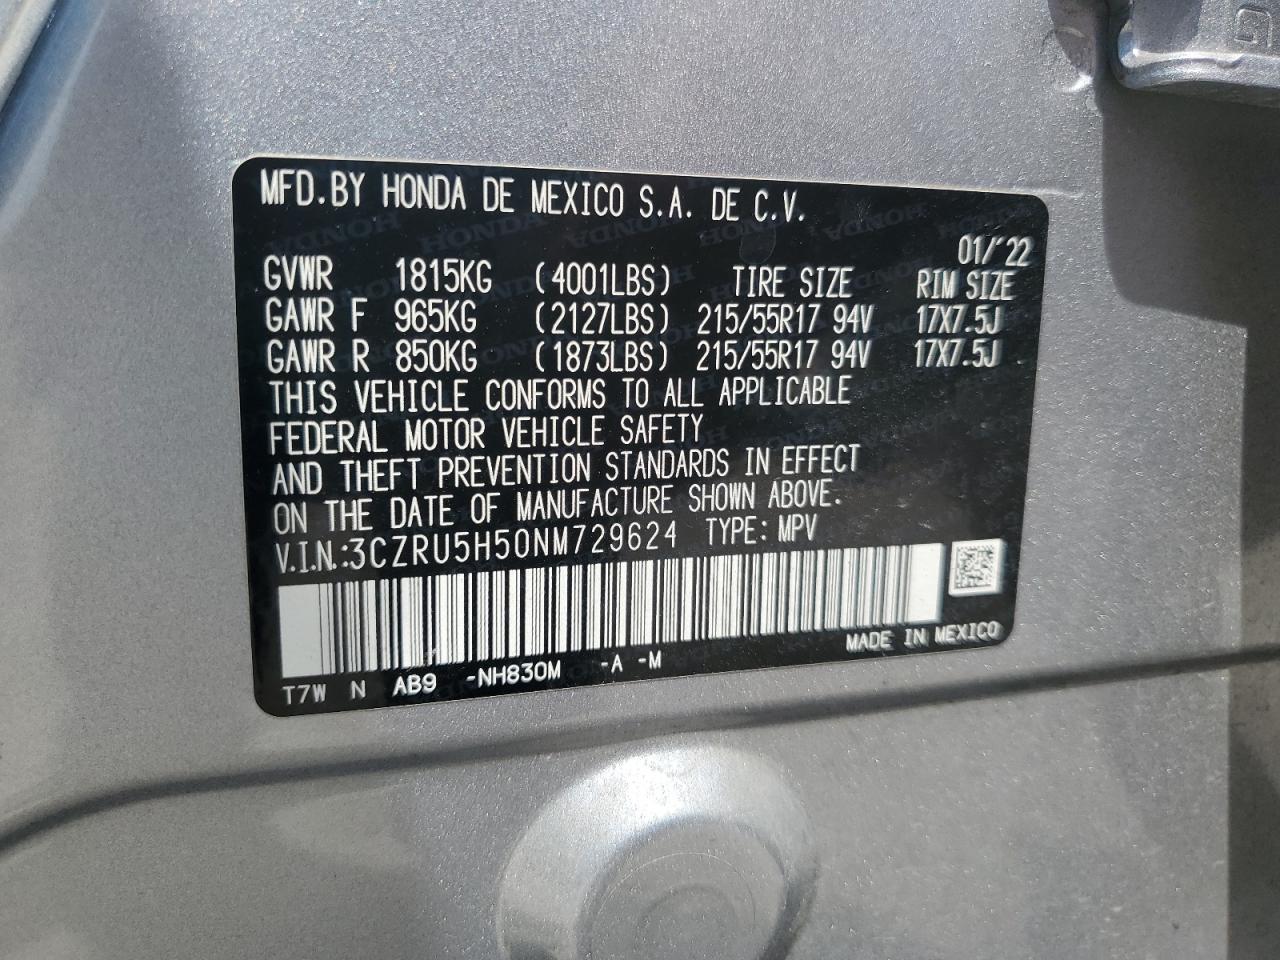 MFD.BY HONDA DE MEXICO S.A. DE C.V.
01/'22
GVWR 1815KG (4001LBS) TIRE SIZE RIM SIZE
GAWR F 965KG (2127LBS) 215/55R17 94V 17X7.5J
GAWR R 850KG (1873LBS) 215/55R17 94V 17X7.5J
THIS VEHICLE CONFORMS TO ALL APPLICABLE
FEDERAL MOTOR VEHICLE SAFETY
AND THEFT PREVENTION STANDARDS IN EFFECT
ON THE DATE OF MANUFACTURE SHOWN ABOVE.
V.I.N.:3CZRU5H50NM729624 TYPE: MPV
MADE IN MEXICO
T7W N AB9 -NH830M -A -M